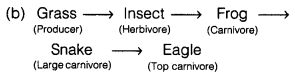 (b) Grass → Insect → Frog →
(Producer) (Herbivore) (Carnivore)
Snake → Eagle
(Large carnivore) (Top carnivore)